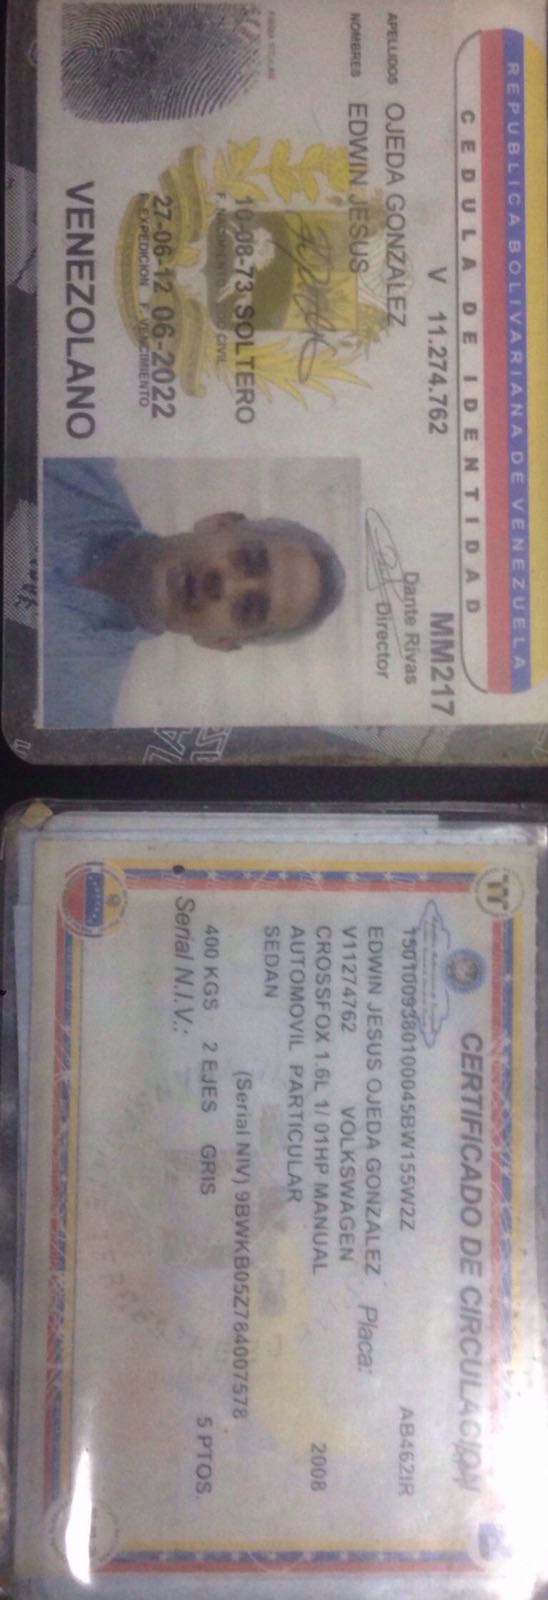 REPUBLICA BOLIVARIANA DE VENEZUELA
CEDULA DE IDENTIDAD
V 11.274.762
MM217
APELLIDOS OJEDA GONZALEZ
NOMBRES EDWIN JESUS
Dante Rivas
Director
FIRMA TITULAR
10-08-73 SOLTERO
F. NACIMIENTO CIVIL
27-06-12 06-2022
F. EXPEDICION F. VENCIMIENTO
VENEZOLANO
CERTIFICADO DE CIRCULACION
1501009380100045BW155W2Z AB462IR
EDWIN JESUS OJEDA GONZALEZ Placa:
V11274762 VOLKSWAGEN
CROSSFOX 1.6L 1/ 01HP MANUAL 2008
AUTOMOVIL PARTICULAR
SEDAN
(Serial NIV) 9BWKB05Z784007578
400 KGS 2 EJES GRIS 5 PTOS.
Serial N.I.V.: